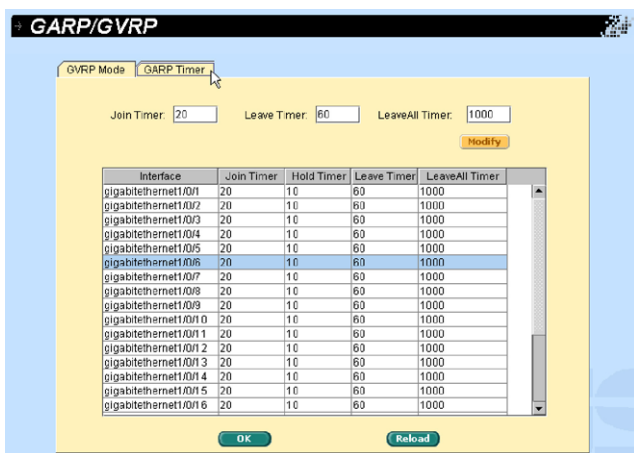 GARP/GVRP
GVRP Mode GARP Timer
Join Timer: 20 Leave Timer: 60 LeaveAll Timer: 1000
Modify
Interface Join Timer Hold Timer Leave Timer LeaveAll Timer
gigabitethernet1/0/1 20 10 60 1000
gigabitethernet1/0/2 20 10 60 1000
gigabitethernet1/0/3 20 10 60 1000
gigabitethernet1/0/4 20 10 60 1000
gigabitethernet1/0/5 20 10 60 1000
gigabitethernet1/0/6 20 10 60 1000
gigabitethernet1/0/7 20 10 60 1000
gigabitethernet1/0/8 20 10 60 1000
gigabitethernet1/0/9 20 10 60 1000
gigabitethernet1/0/10 20 10 60 1000
gigabitethernet1/0/11 20 10 60 1000
gigabitethernet1/0/12 20 10 60 1000
gigabitethernet1/0/13 20 10 60 1000
gigabitethernet1/0/14 20 10 60 1000
gigabitethernet1/0/15 20 10 60 1000
gigabitethernet1/0/16 20 10 60 1000
OK Reload